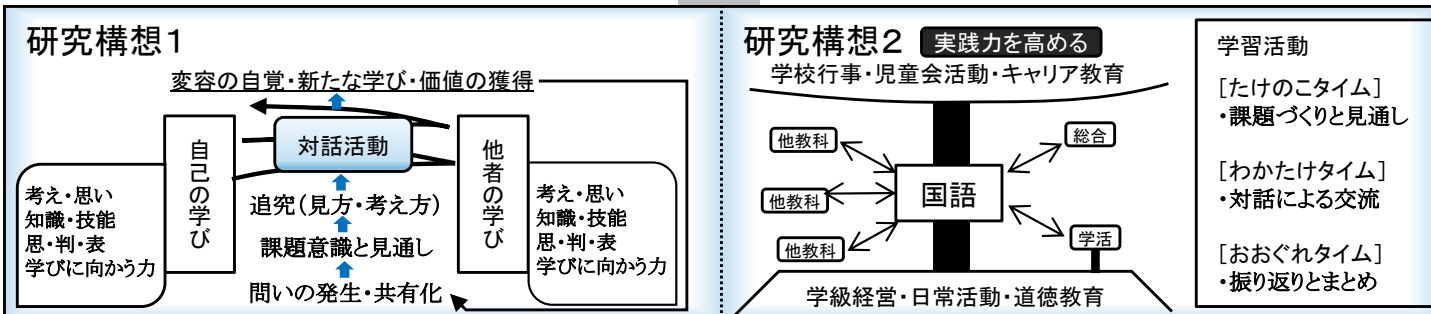 研究構想1
変容の自覚・新たな学び・価値の獲得
自己の学び
対話活動
他者の学び
考え・思い
知識・技能
思・判・表
学びに向かう力
追究(見方・考え方)
課題意識と見通し
問いの発生・共有化
考え・思い
知識・技能
思・判・表
学びに向かう力
研究構想2
実践力を高める
学校行事・児童会活動・キャリア教育
他教科
総合
他教科
国語
他教科
学活
学級経営・日常活動・道徳教育
学習活動
[たけのこタイム]
・課題づくりと見通し
[わかたけタイム]
・対話による交流
[おおぐれタイム]
・振り返りとまとめ